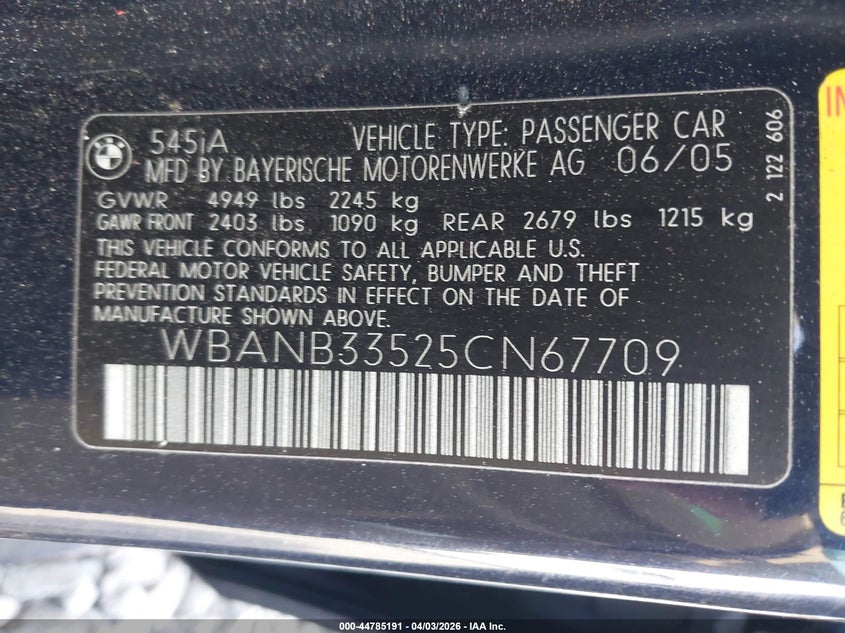 545iA VEHICLE TYPE: PASSENGER CAR
MFD BY BAYERISCHE MOTORENWERKE AG 06/05
GVWR 4949 lbs 2245 kg
GAWR FRONT 2403 lbs 1090 kg REAR 2679 lbs 1215 kg
THIS VEHICLE CONFORMS TO ALL APPLICABLE U.S.
FEDERAL MOTOR VEHICLE SAFETY, BUMPER AND THEFT
PREVENTION STANDARDS IN EFFECT ON THE DATE OF
MANUFACTURE SHOWN ABOVE.
WBANB33525CN67709
2 122 606
000-44785191 - 04/03/2026 - IAA Inc.